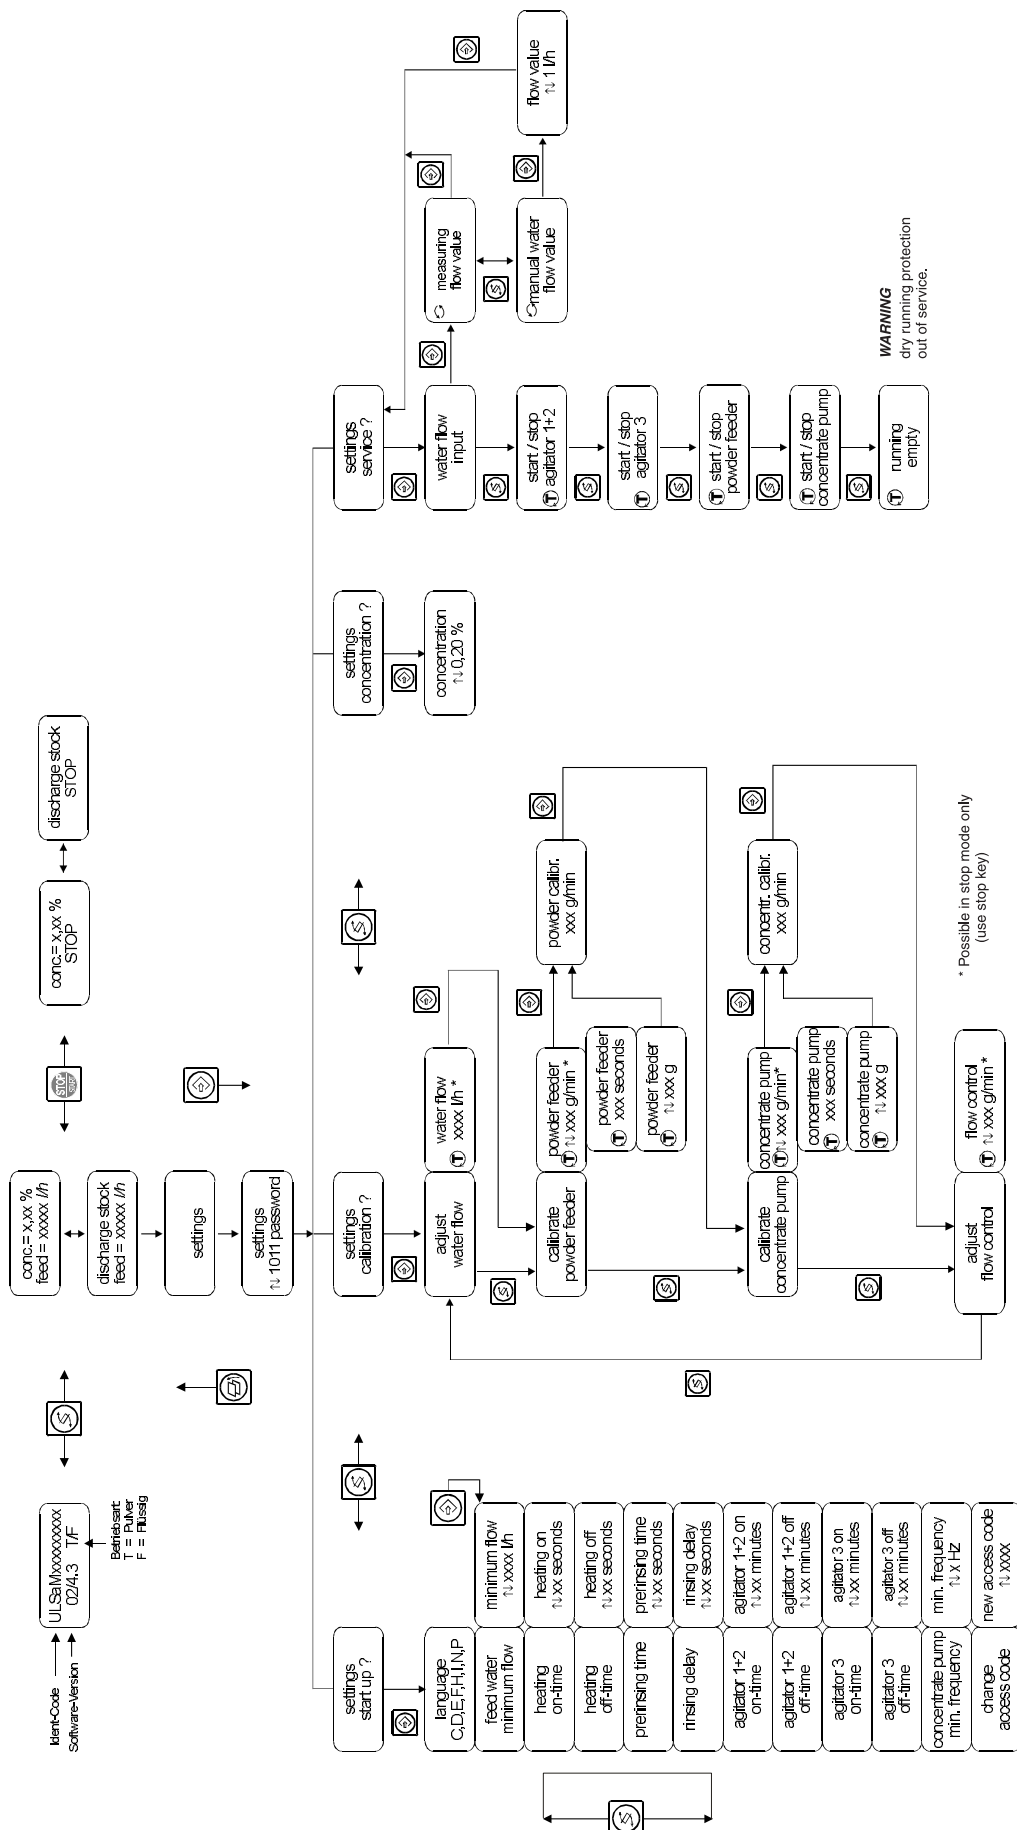 Ident-Code
Software-Version
ULSaMxxxxxxxxxx
02/4.3 T/F
Betriebsart:
T = Pulver
F = Flüssig
conc.= x,xx %
feed = xxxxx l/h
discharge stock
feed = xxxxx l/h
STOP
conc.= x,xx %
STOP
discharge stock
STOP
settings
settings
↑↓ 1011 password
settings
start up ?
language
C,D,E,F,H,I,N,P
feed water
minimum flow
minimum flow
↑↓ xxxx l/h
heating
on-time
heating on
↑↓ xx seconds
heating
off-time
heating off
↑↓ xx seconds
prerinsing time
prerinsing time
↑↓ xx seconds
rinsing delay
rinsing delay
↑↓ xx seconds
agitator 1+2
on-time
agitator 1+2 on
↑↓ xx minutes
agitator 1+2
off-time
agitator 1+2 off
↑↓ xx minutes
agitator 3
on-time
agitator 3 on
↑↓ xx minutes
agitator 3
off-time
agitator 3 off
↑↓ xx minutes
concentrate pump
min. frequency
min. frequency
↑↓ x Hz
change
access code
new access code
↑↓ xxxx
settings
calibration ?
adjust
water flow
water flow
T xxxx l/h *
calibrate
powder feeder
powder feeder
T ↑↓ xxx g/min *
powder feeder
T xxx seconds
powder feeder
T ↑↓ xxx g
powder calibr.
xxx g/min
calibrate
concentrate pump
concentrate pump
T ↑↓ xxx g/min*
concentrate pump
T xxx seconds
concentrate pump
T ↑↓ xxx g
concentr. calibr.
xxx g/min
adjust
flow control
flow control
T ↑↓ xxx g/min *
* Possible in stop mode only
(use stop key)
settings
concentration ?
concentration
↑↓ 0,20 %
settings
service ?
water flow
input
measuring
flow value
manual water
flow value
flow value
↑↓ 1 l/h
start / stop
T agitator 1+2
start / stop
T agitator 3
T start / stop
powder feeder
T start / stop
concentrate pump
T running
empty
WARNING
dry running protection
out of service.